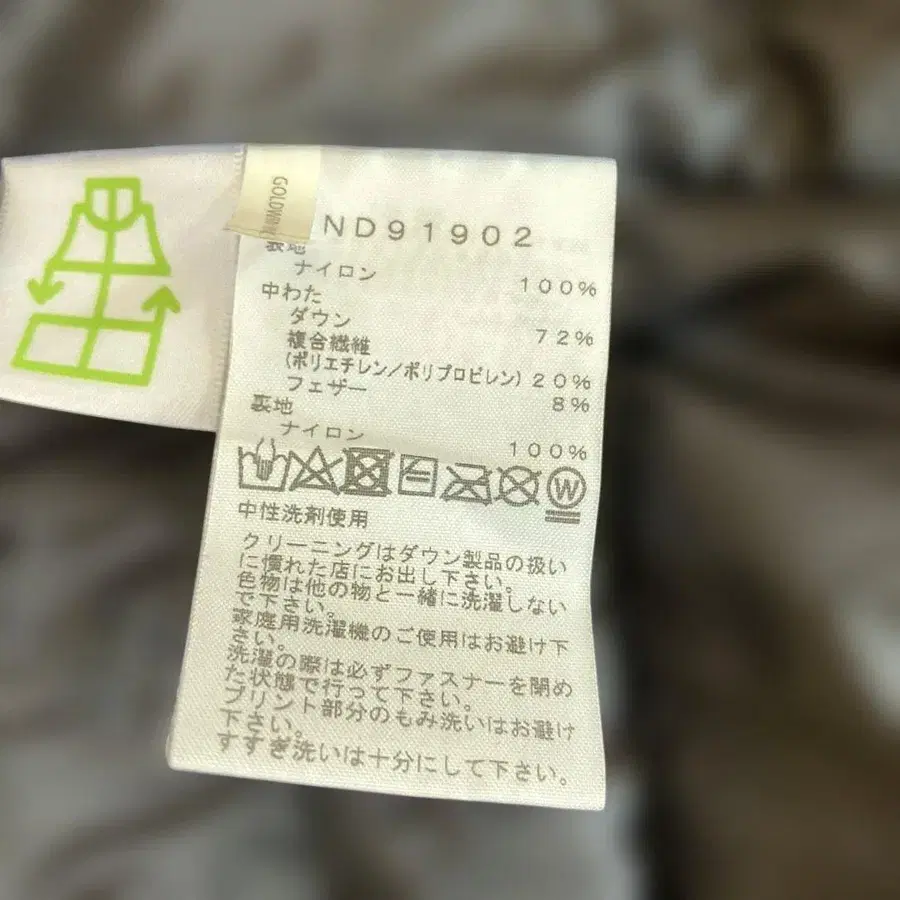 GOLDWIN
ND91902
表地
ナイロン 100%
中わた
ダウン 72%
複合繊維
(ポリエチレン/ポリプロピレン) 20%
フェザー 8%
裏地
ナイロン 100%
W
中性洗剤使用
クリーニングはダウン製品の扱い
に慣れた店にお出し下さい。
色物は他の物と一緒に洗濯しない
で下さい。
家庭用洗濯機のご使用はお避け下
さい。
洗濯の際は必ずファスナーを閉め
た状態で行って下さい。
プリント部分のもみ洗いはお避け
下さい。
すすぎ洗いは十分にして下さい。